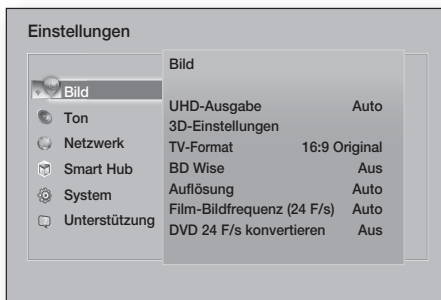 Einstellungen
Bild
Ton
Netzwerk
Smart Hub
System
Unterstützung
Bild
UHD-Ausgabe Auto
3D-Einstellungen
TV-Format 16:9 Original
BD Wise Aus
Auflösung Auto
Film-Bildfrequenz (24 F/s) Auto
DVD 24 F/s konvertieren Aus